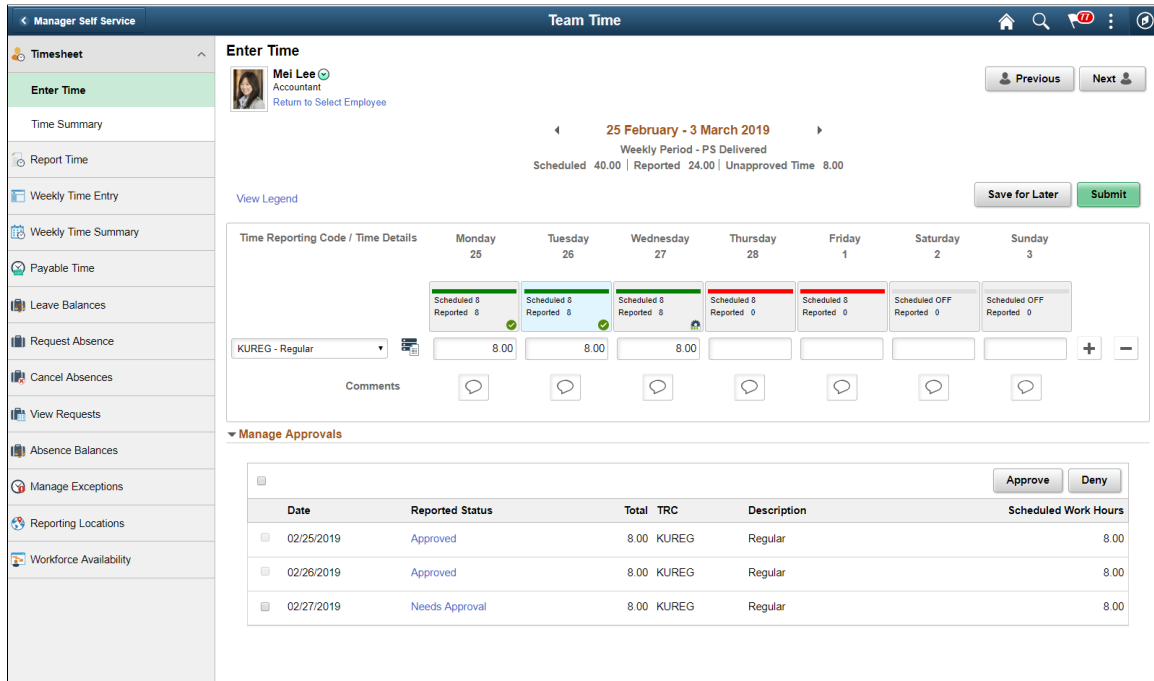 Manager Self Service
Team Time
77
Timesheet
Enter Time
Time Summary
Report Time
Weekly Time Entry
Weekly Time Summary
Payable Time
Leave Balances
Request Absence
Cancel Absences
View Requests
Absence Balances
Manage Exceptions
Reporting Locations
Workforce Availability
Enter Time
Mei Lee
Accountant
Return to Select Employee
Previous
Next
25 February - 3 March 2019
Weekly Period - PS Delivered
Scheduled 40.00 | Reported 24.00 | Unapproved Time 8.00
View Legend
Save for Later
Submit
Time Reporting Code / Time Details Monday Tuesday Wednesday Thursday Friday Saturday Sunday
25 26 27 28 1 2 3
Scheduled 8 Scheduled 8 Scheduled 8 Scheduled 8 Scheduled 8 Scheduled OFF Scheduled OFF
Reported 8 Reported 8 Reported 8 Reported 0 Reported 0 Reported 0 Reported 0
KUREG - Regular 8.00 8.00 8.00
Comments
Manage Approvals
Approve Deny
Date Reported Status Total TRC Description Scheduled Work Hours
02/25/2019 Approved 8.00 KUREG Regular 8.00
02/26/2019 Approved 8.00 KUREG Regular 8.00
02/27/2019 Needs Approval 8.00 KUREG Regular 8.00